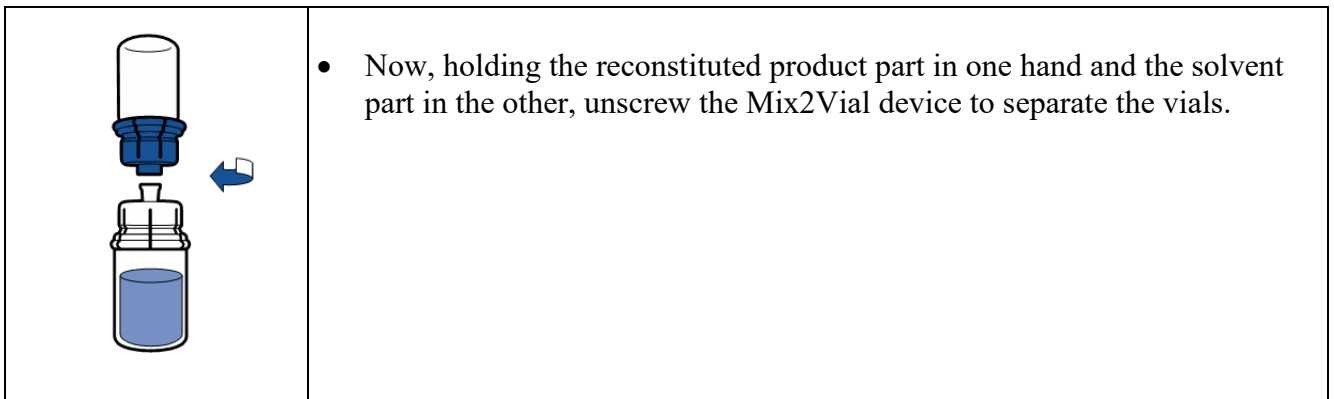 • Now, holding the reconstituted product part in one hand and the solvent
part in the other, unscrew the Mix2Vial device to separate the vials.